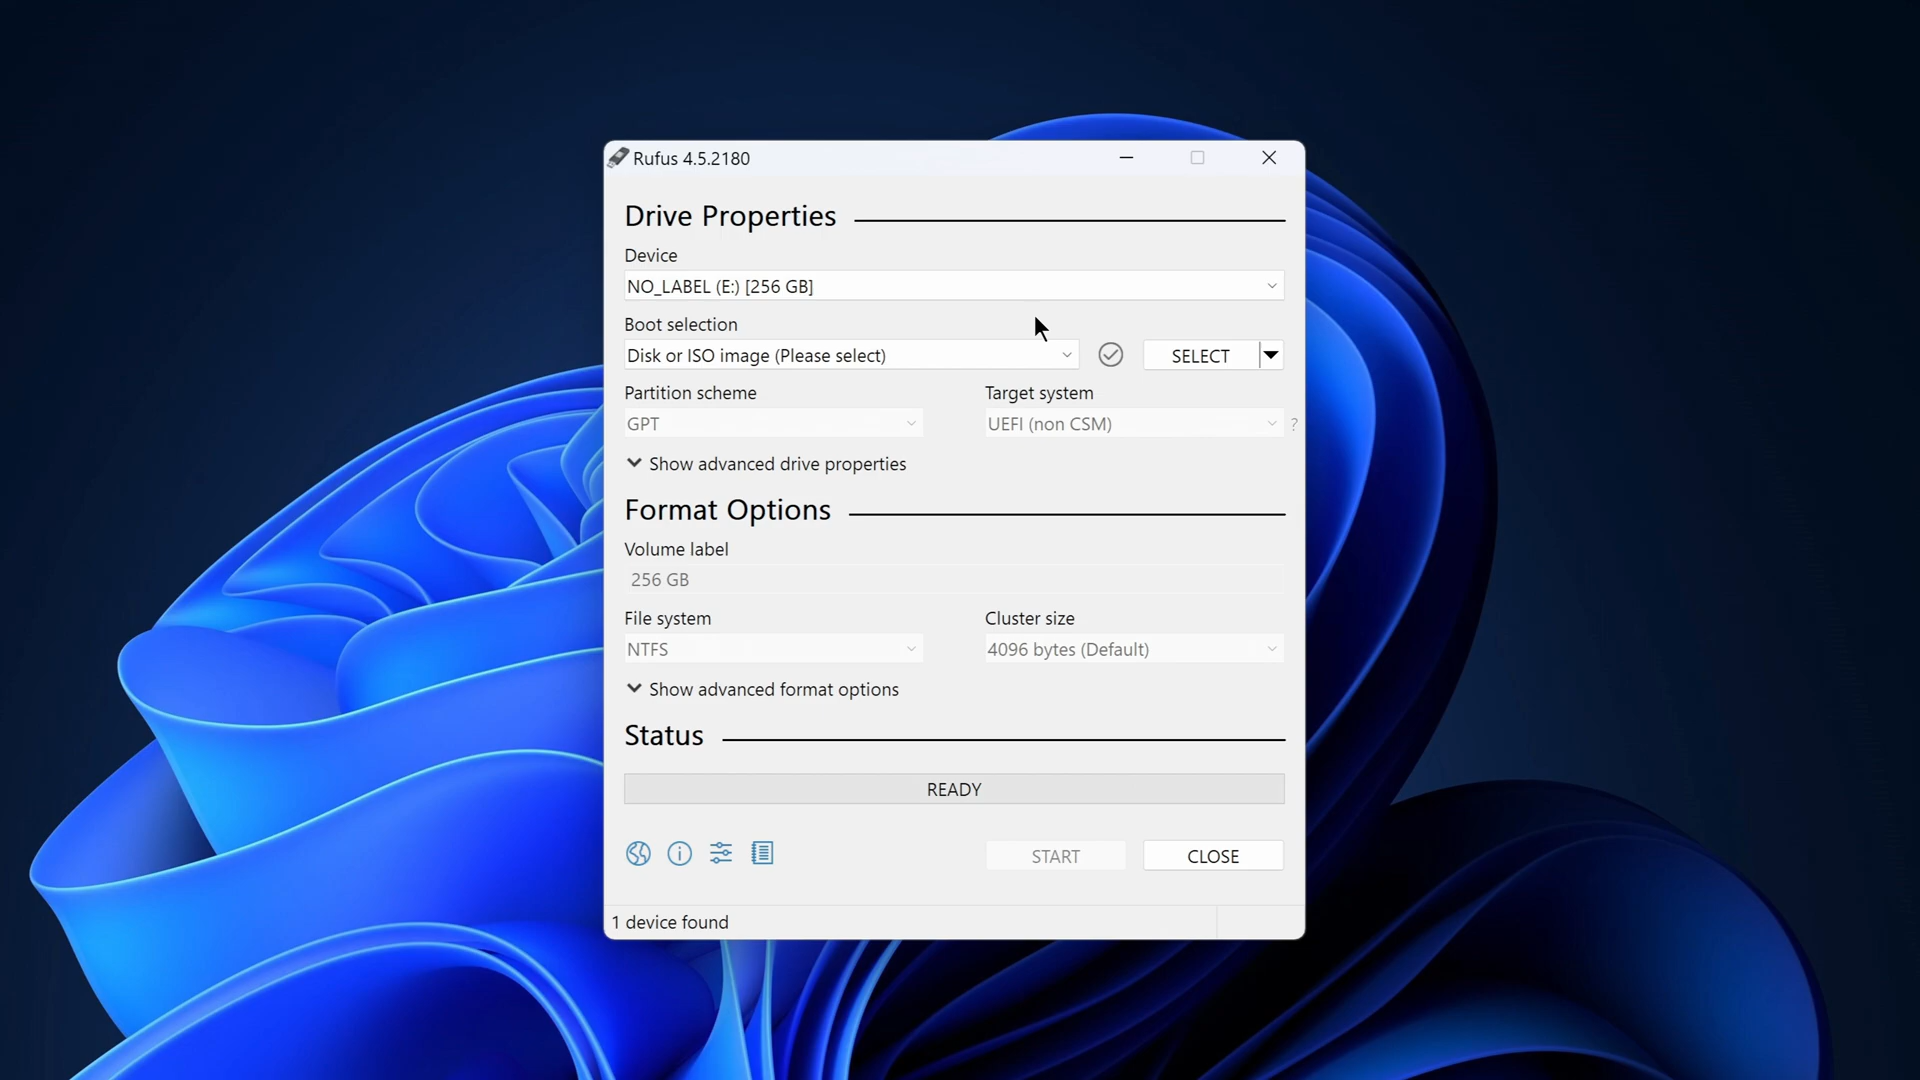 Rufus 4.5.2180
Drive Properties
Device
NO_LABEL (E:) [256 GB]
Boot selection
Disk or ISO image (Please select)
SELECT
Partition scheme
Target system
GPT
UEFI (non CSM)
?
Show advanced drive properties
Format Options
Volume label
256 GB
File system
Cluster size
NTFS
4096 bytes (Default)
Show advanced format options
Status
READY
START
CLOSE
1 device found